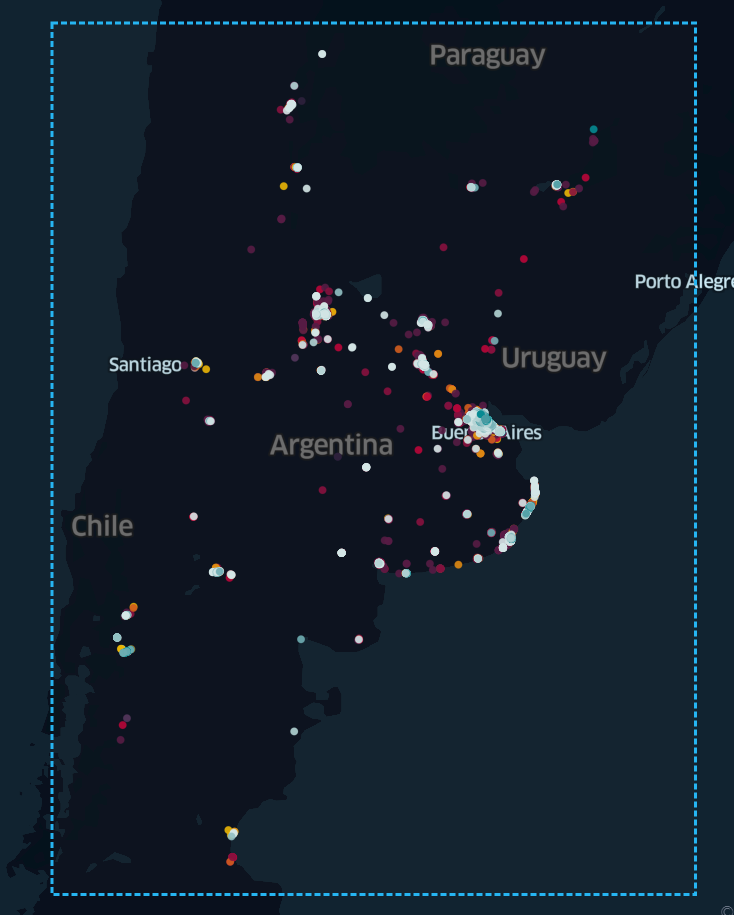 Paraguay
Porto Alegre
Uruguay
Santiago
Buenos Aires
Argentina
Chile
©